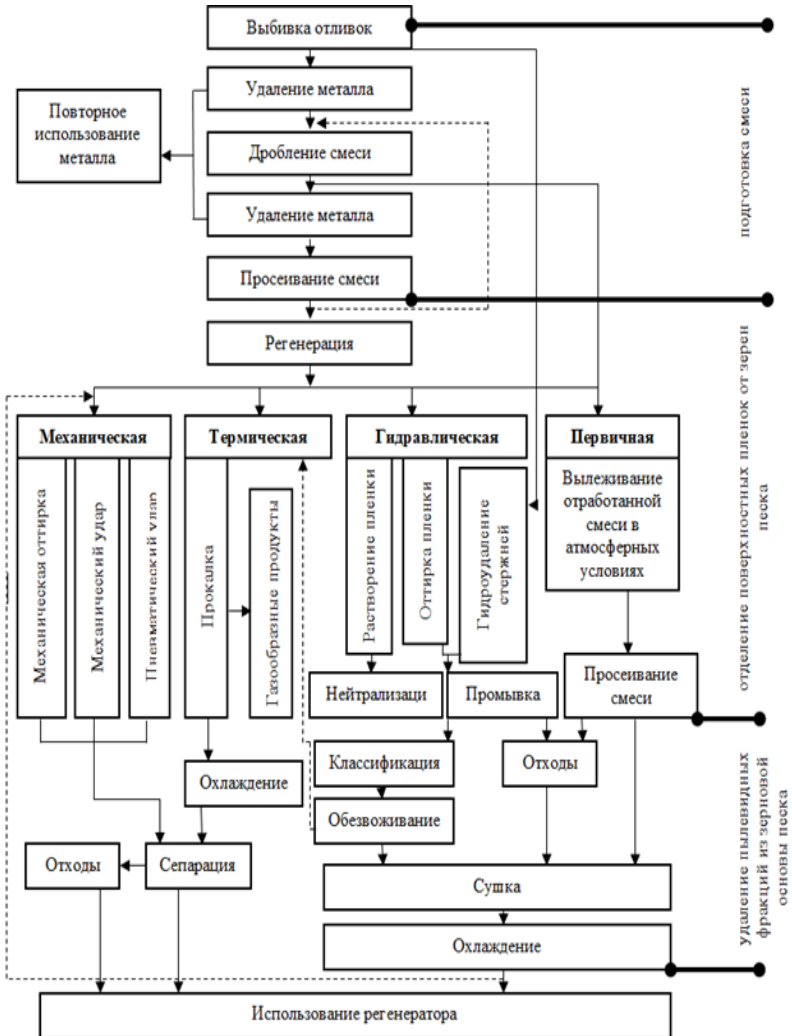 Выбивка отливок
Удаление металла
Повторное
использование
металла
Дробление смеси
Удаление металла
Просеивание смеси
Регенерация
подготовка смеси
Механическая
Термическая
Гидравлическая
Первичная
Механическая оттирка
Механический удар
Пневматический удар
Прокалка
Газообразные продукты
Растворение пленки
Оттирка пленки
Гидроудаление
стержней
Вылеживание
отработанной
смеси в
атмосферных
условиях
отделение поверхностных пленок от зерен
песка
Нейтрализаци
Промывка
Просеивание
смеси
Охлаждение
Классификация
Отходы
Обезвоживание
Отходы
Сепарация
Сушка
Охлаждение
удаление пылевидных
фракций из зерновой
основы песка
Использование регенератора